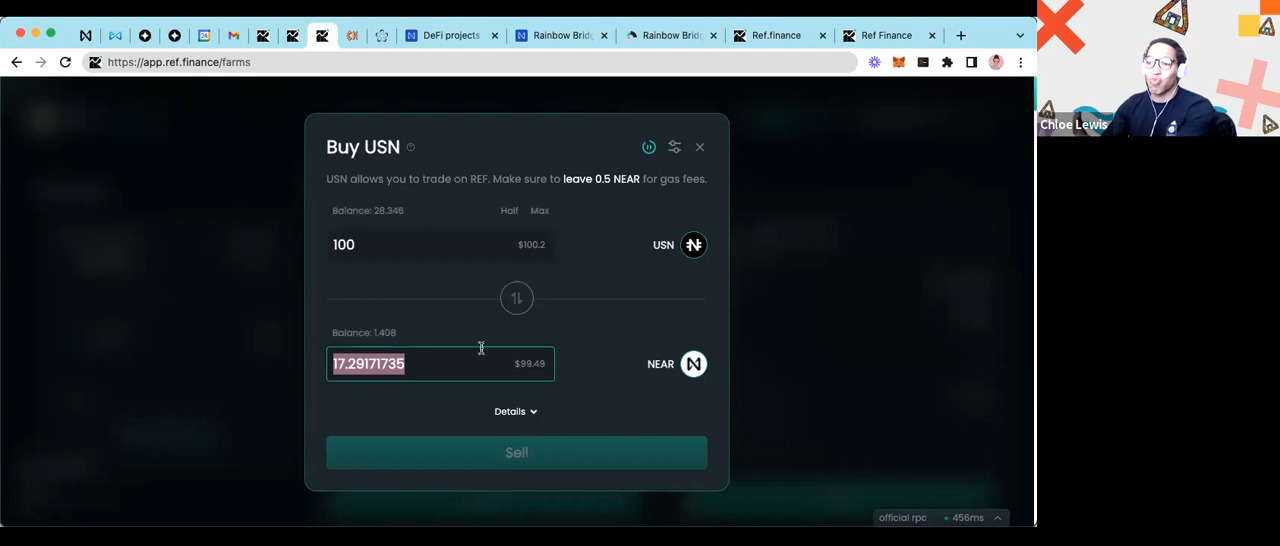 DeFi projects
Rainbow Bridg
Rainbow Bridg
Ref.finance
Ref Finance
https://app.ref.finance/farms
Chloe Lewis
Buy USN
USN allows you to trade on REF. Make sure to leave 0.5 NEAR for gas fees.
Balance: 28.346 Half Max
100 $100.2 USN
Balance: 1.408
17.29171735 $99.49 NEAR
Details
Sell
official rpc 456ms